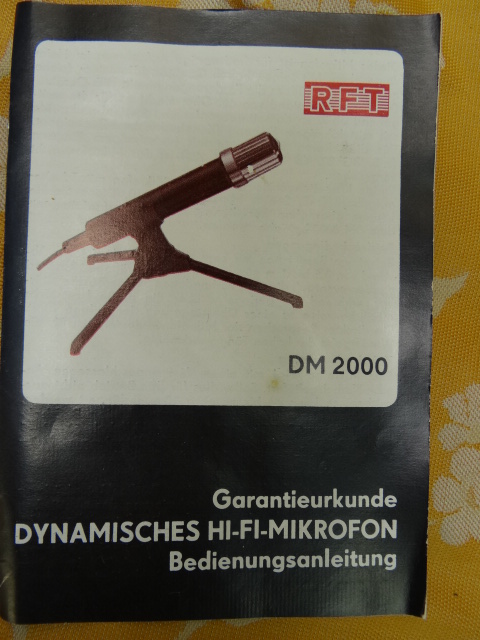 RFT
DM 2000
Garantieurkunde
DYNAMISCHES HI-FI-MIKROFON
Bedienungsanleitung